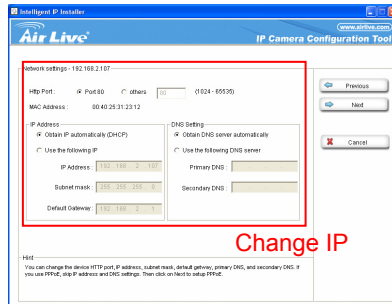 Intelligent IP Installer
Air Live
www.airlive.com
IP Camera Configuration Tool
Network settings - 192.168.2.107
Http Port : Port 80 others 80 (1024 - 65535)
MAC Address : 00:40:25:31:23:12
IP Address
Obtain IP automatically (DHCP)
Use the following IP
IP Address : 192 168 2 107
Subnet mask : 255 255 255 0
Default Gateway : 192 168 2 1
DNS Setting
Obtain DNS server automatically
Use the following DNS server
Primary DNS :
Secondary DNS :
Previous
Next
Cancel
Change IP
Hint
You can change the device HTTP port, IP address, subnet mask, default gateway, primary DNS, and secondary DNS. If
you use PPPoE, skip IP address and DNS settings. Then click on Next to setup PPPoE.